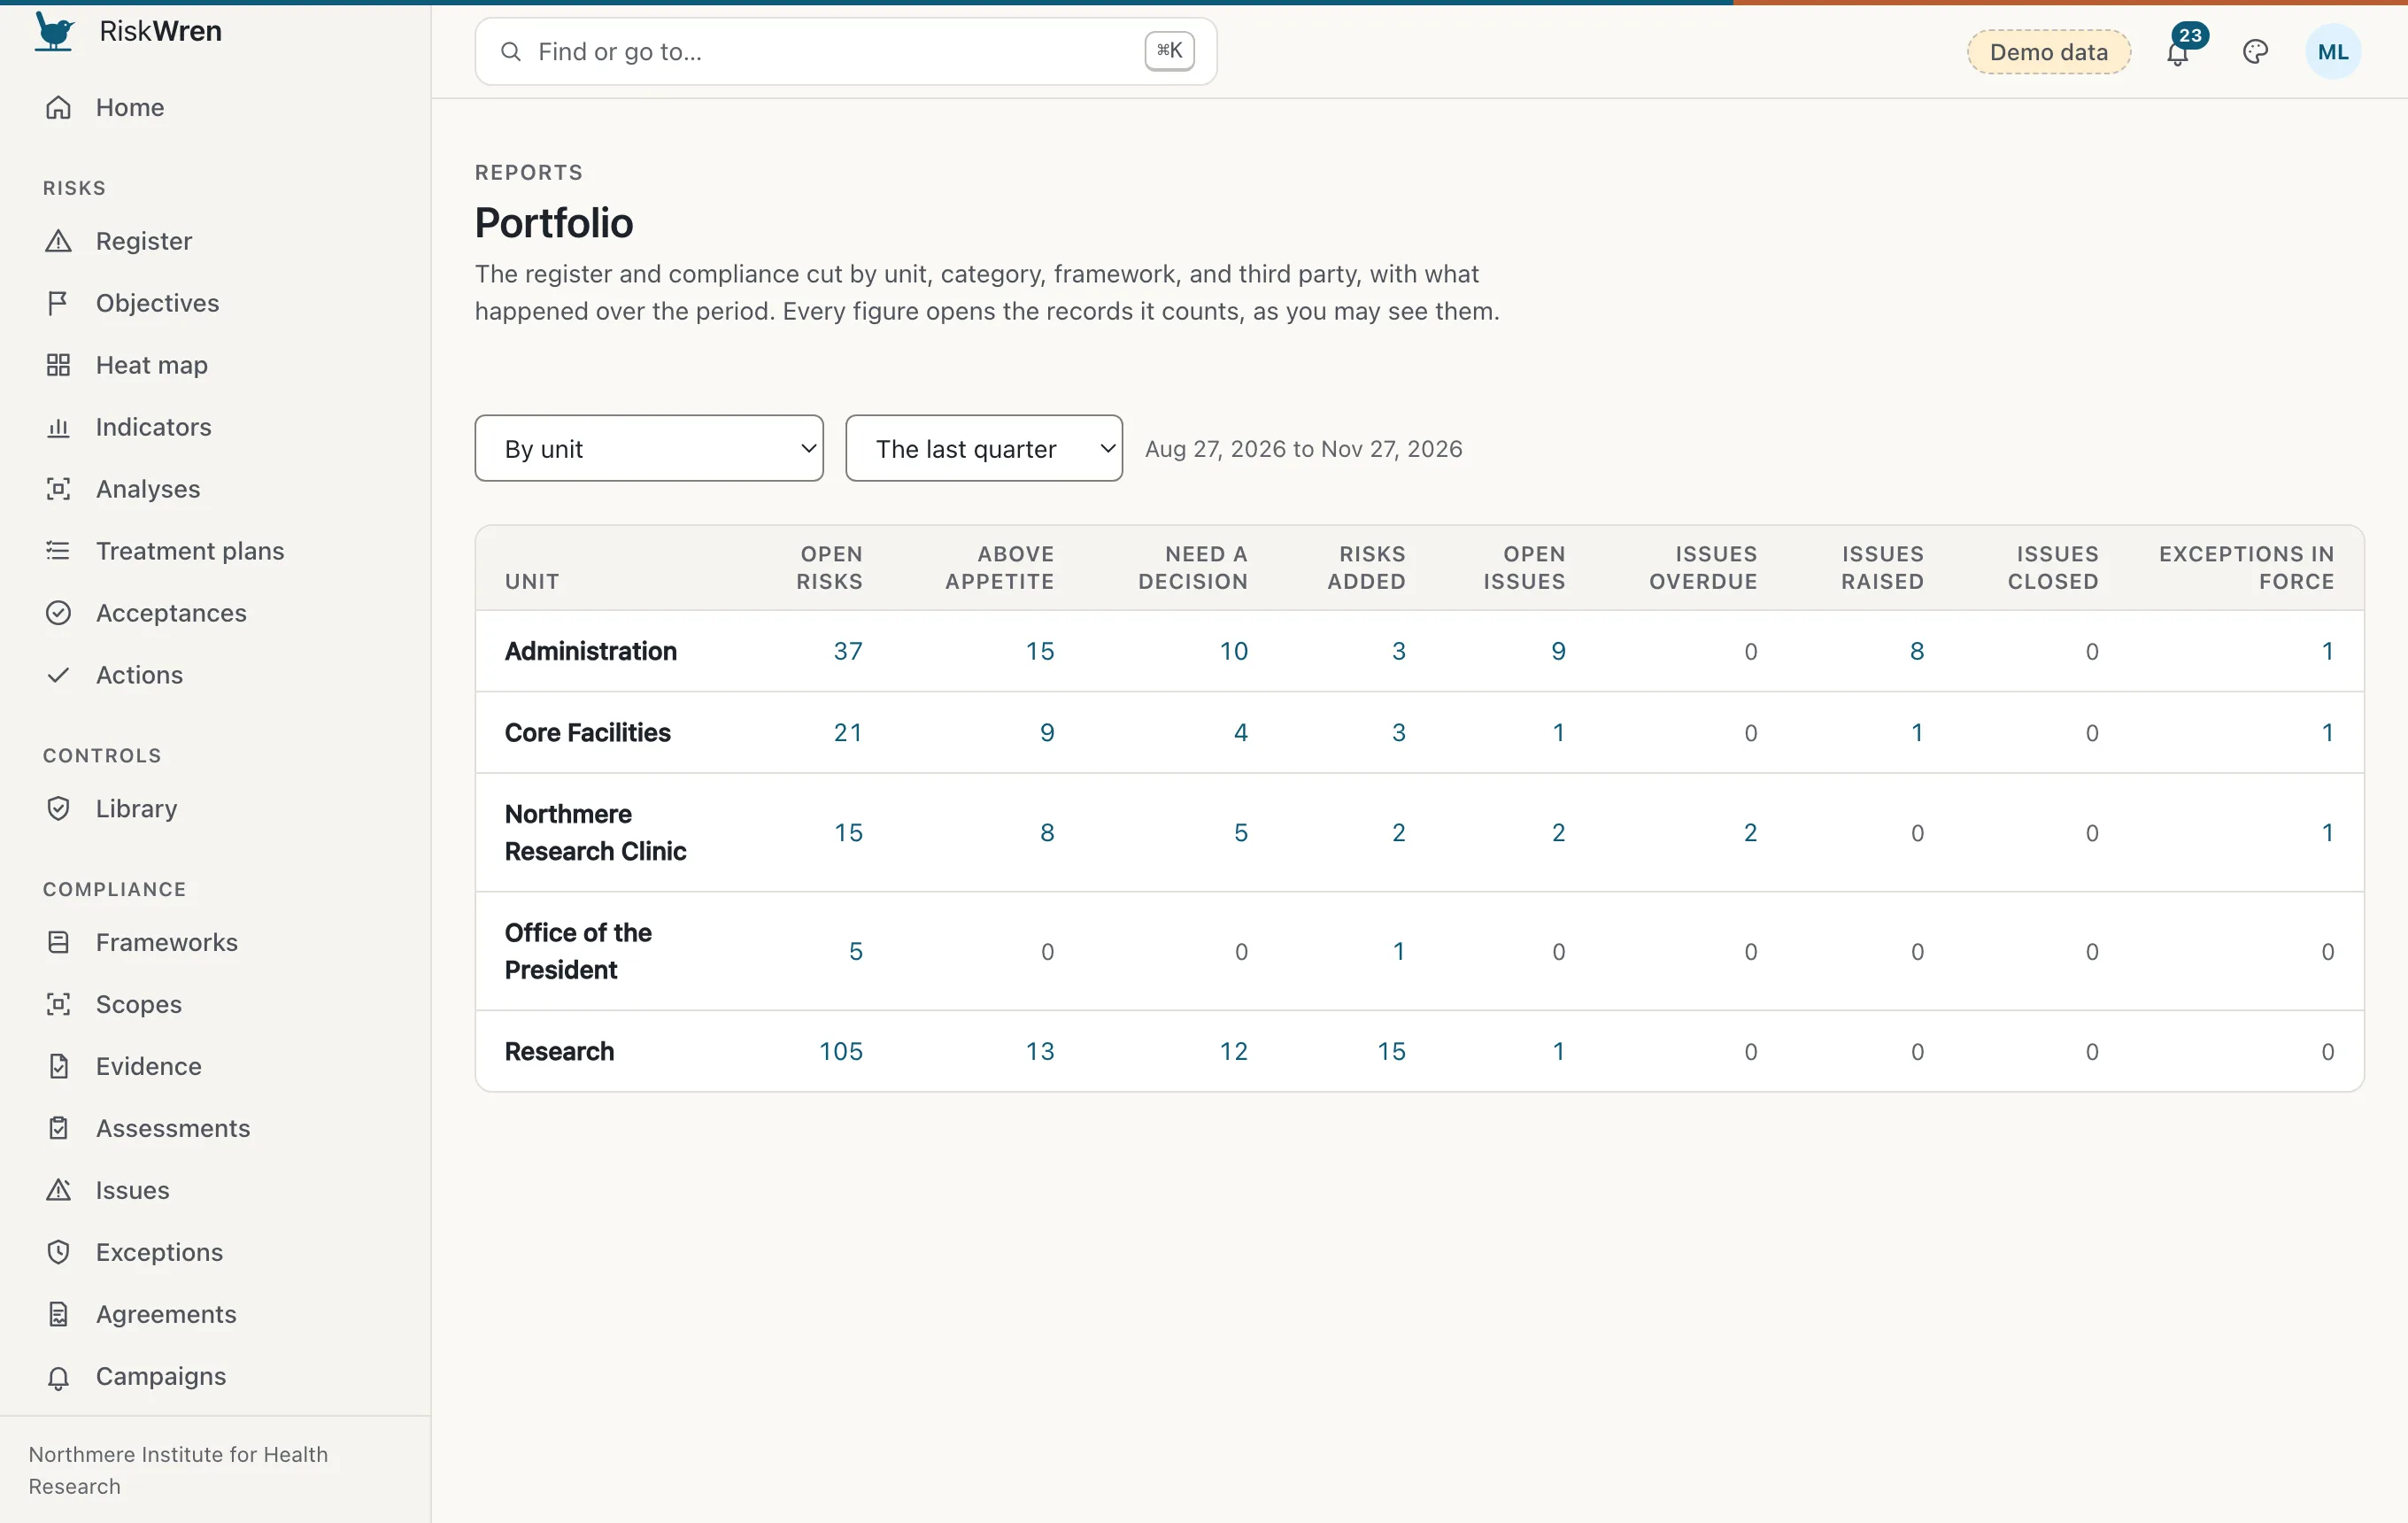 RiskWren
Find or go to...
⌘K
Demo data
23
ML
Home
RISKS
Register
Objectives
Heat map
Indicators
Analyses
Treatment plans
Acceptances
Actions
CONTROLS
Library
COMPLIANCE
Frameworks
Scopes
Evidence
Assessments
Issues
Exceptions
Agreements
Campaigns
Northmere Institute for Health
Research
REPORTS
Portfolio
The register and compliance cut by unit, category, framework, and third party, with what
happened over the period. Every figure opens the records it counts, as you may see them.
By unit
The last quarter
Aug 27, 2026 to Nov 27, 2026
UNIT OPEN RISKS ABOVE APPETITE NEED A DECISION RISKS ADDED OPEN ISSUES ISSUES OVERDUE ISSUES RAISED ISSUES CLOSED EXCEPTIONS IN FORCE
Administration 37 15 10 3 9 0 8 0 1
Core Facilities 21 9 4 3 1 0 1 0 1
Northmere Research Clinic 15 8 5 2 2 2 0 0 1
Office of the President 5 0 0 1 0 0 0 0 0
Research 105 13 12 15 1 0 0 0 0